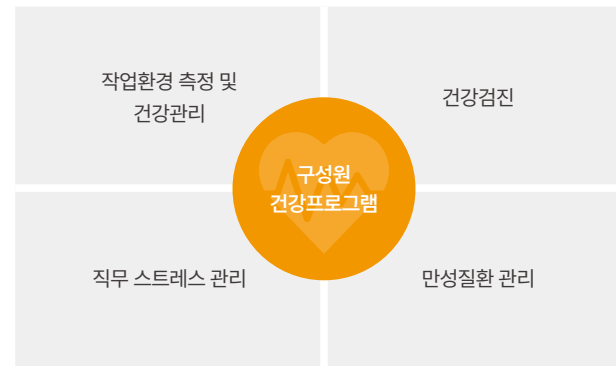 작업환경 측정 및
건강관리
건강검진
구성원
건강프로그램
직무 스트레스 관리
만성질환 관리